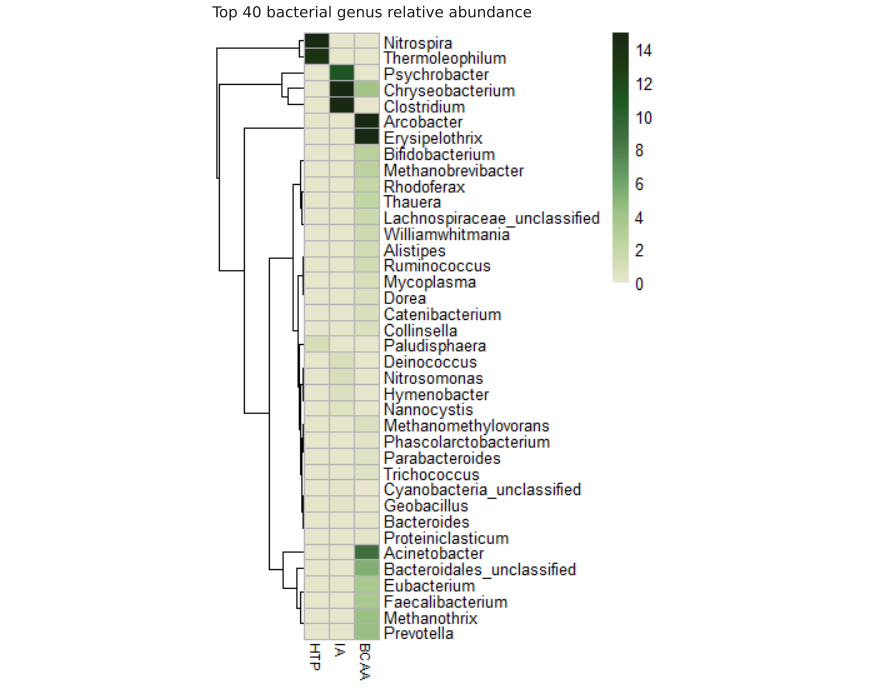 Top 40 bacterial genus relative abundance
Nitrospira
Thermoleophilum
Psychrobacter
Chryseobacterium
Clostridium
Arcobacter
Erysipelothrix
Bifidobacterium
Methanobrevibacter
Rhodoferax
Thauera
Lachnospiraceae_unclassified
Williamwhitmania
Alistipes
Ruminococcus
Mycoplasma
Dorea
Catenibacterium
Collinsella
Paludisphaera
Deinococcus
Nitrosomonas
Hymenobacter
Nannocystis
Methanomethylovorans
Phascolarctobacterium
Parabacteroides
Trichococcus
Cyanobacteria_unclassified
Geobacillus
Bacteroides
Proteiniclasticum
Acinetobacter
Bacteroidales_unclassified
Eubacterium
Faecalibacterium
Methanothrix
Prevotella
HTP
IA
BCAA
14
12
10
8
6
4
2
0